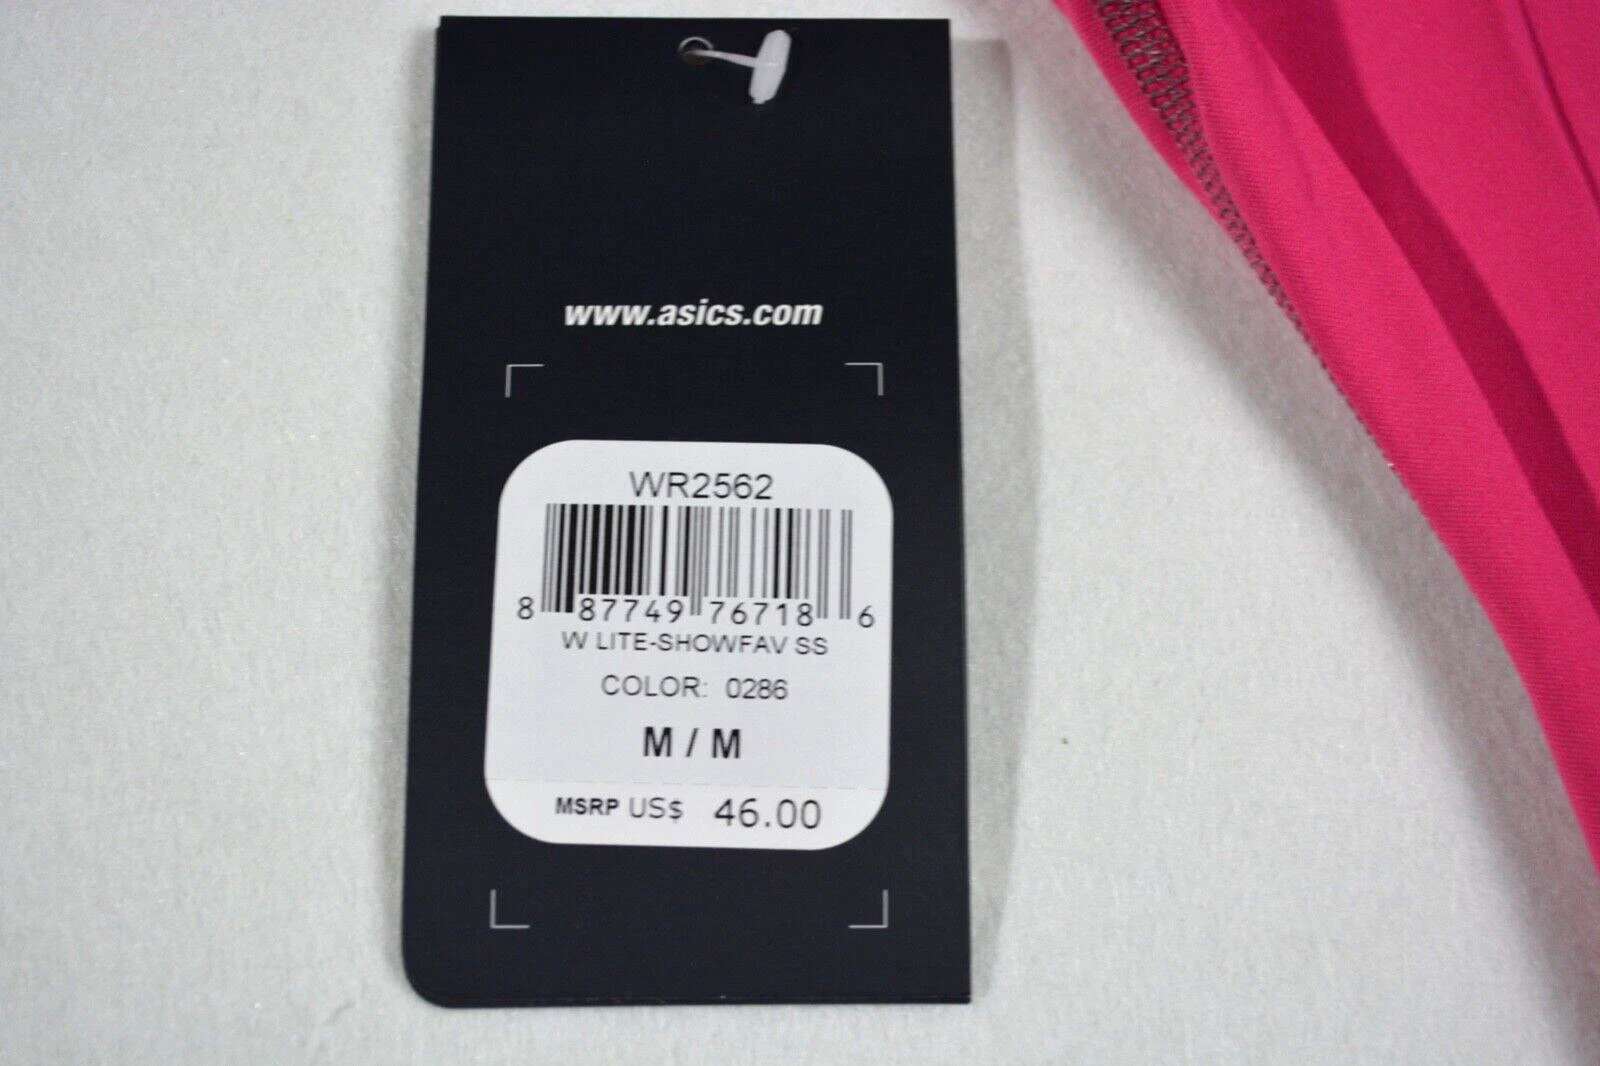 www.asics.com
WR2562
8 87749 76718 6
W LITE-SHOWFAV SS
COLOR: 0286
M / M
MSRP US$ 46.00